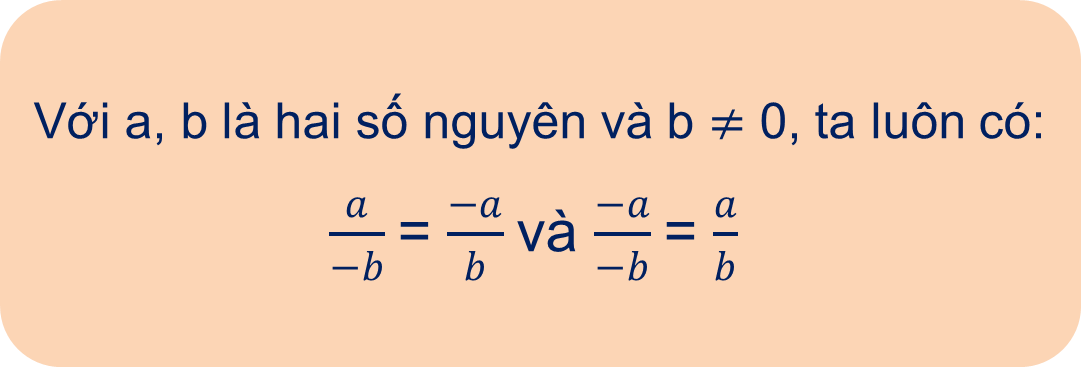 Với a, b là hai số nguyên và b ≠ 0, ta luôn có:
a/−b = −a/b và −a/−b = a/b